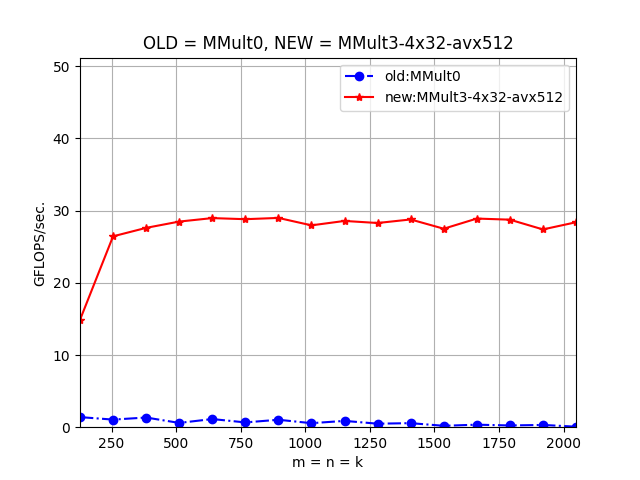 OLD = MMult0, NEW = MMult3-4x32-avx512
old:MMult0
new:MMult3-4x32-avx512
GFLOPS/sec.
50
40
30
20
10
0
250 500 750 1000 1250 1500 1750 2000
m = n = k